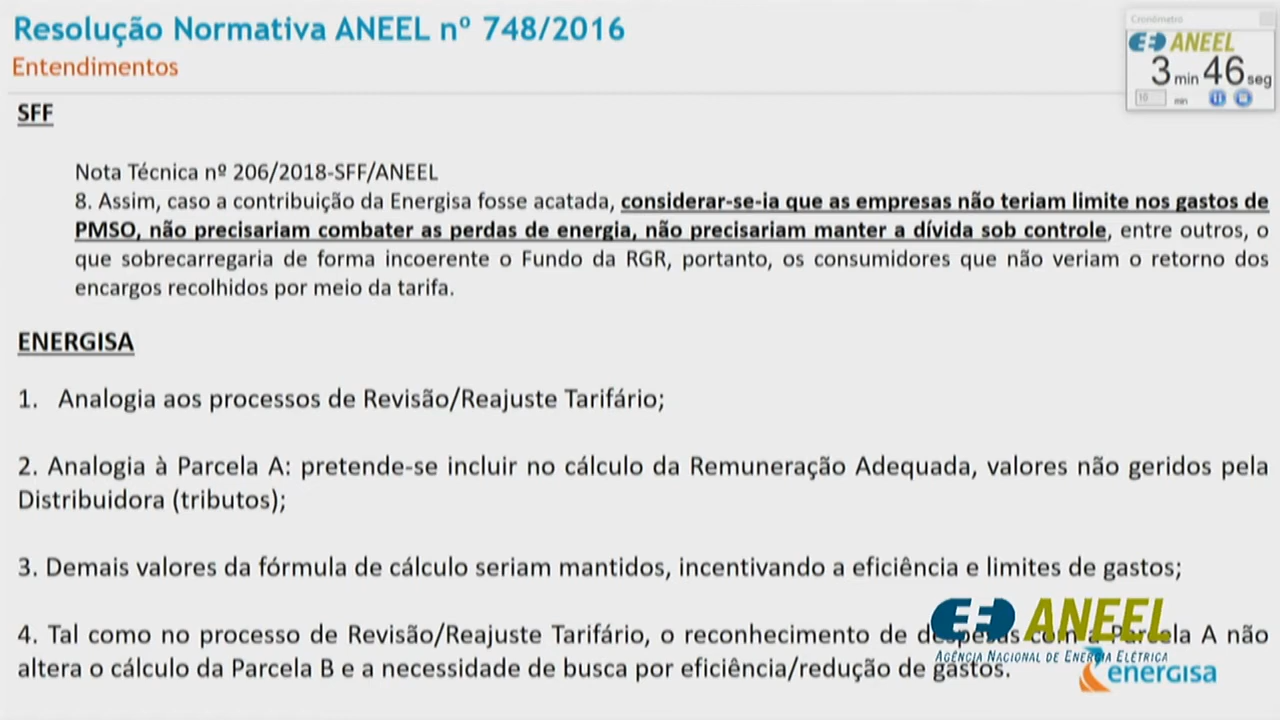 Resolução Normativa ANEEL nº 748/2016
Entendimentos
Cronômetro
ANEEL
3 min 46 seg
10 min
SFF
Nota Técnica nº 206/2018-SFF/ANEEL
8. Assim, caso a contribuição da Energisa fosse acatada, considerar-se-ia que as empresas não teriam limite nos gastos de
PMSO, não precisariam combater as perdas de energia, não precisariam manter a dívida sob controle, entre outros, o
que sobrecarregaria de forma incoerente o Fundo da RGR, portanto, os consumidores que não veriam o retorno dos
encargos recolhidos por meio da tarifa.
ENERGISA
1. Analogia aos processos de Revisão/Reajuste Tarifário;
2. Analogia à Parcela A: pretende-se incluir no cálculo da Remuneração Adequada, valores não geridos pela
Distribuidora (tributos);
3. Demais valores da fórmula de cálculo seriam mantidos, incentivando a eficiência e limites de gastos;
4. Tal como no processo de Revisão/Reajuste Tarifário, o reconhecimento de despesas com a Parcela A não
altera o cálculo da Parcela B e a necessidade de busca por eficiência/redução de gastos.
ANEEL
AGÊNCIA NACIONAL DE ENERGIA ELÉTRICA
energisa